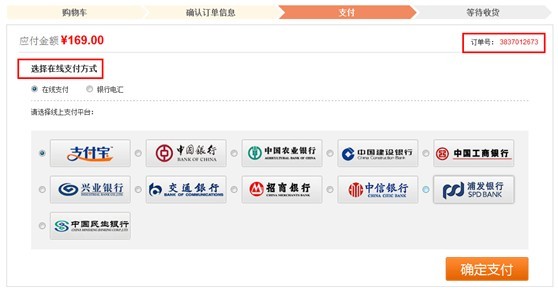 购物车 确认订单信息 支付 等待收货
应付金额 ¥169.00 订单号： 3837012673
选择在线支付方式
在线支付 银行电汇
请选择线上支付平台：
支付宝 中国银行 BANK OF CHINA 中国农业银行 AGRICULTURAL BANK OF CHINA 中国建设银行 China Construction Bank 中国工商银行
兴业银行 交通银行 BANK OF COMMUNICATIONS 招商银行 CHINA MERCHANTS BANK 中信银行 CHINA CITIC BANK 浦发银行 SPD BANK
中国民生银行 CHINA MINSHENG BANKING CORP.,LTD.
确定支付